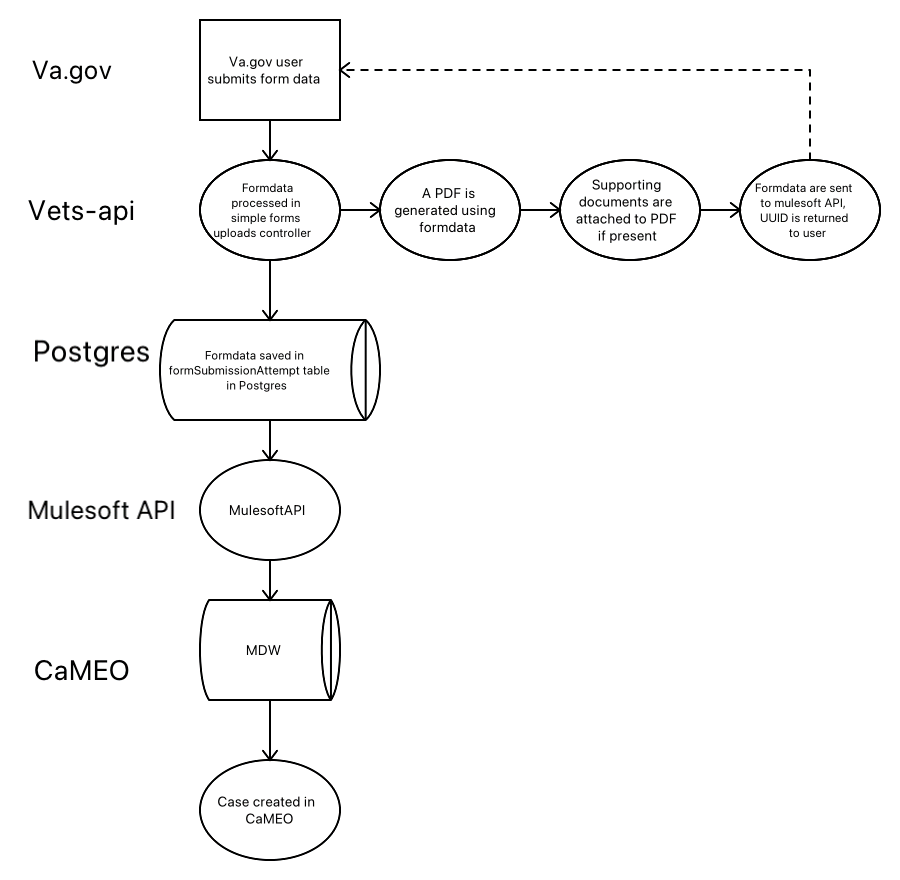 Va.gov
Va.gov user
submits form data
Vets-api
Formdata
processed in
simple forms
uploads controller
A PDF is
generated using
formdata
Supporting
documents are
attached to PDF
if present
Formdata are sent
to mulesoft API,
UUID is returned
to user
Postgres
Formdata saved in
formSubmissionAttempt table
in Postgres
Mulesoft API
MulesoftAPI
CaMEO
MDW
Case created in
CaMEO